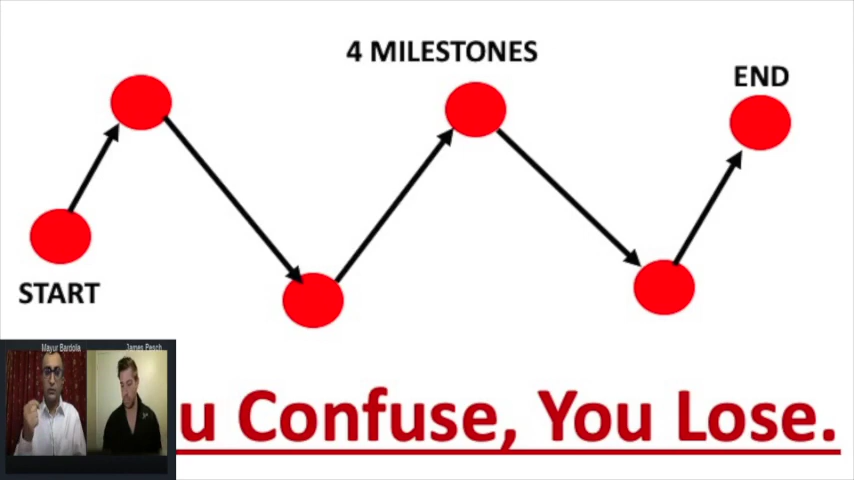 4 MILESTONES
END
START
Mayur Bardolia James Pesch
u Confuse, You Lose.